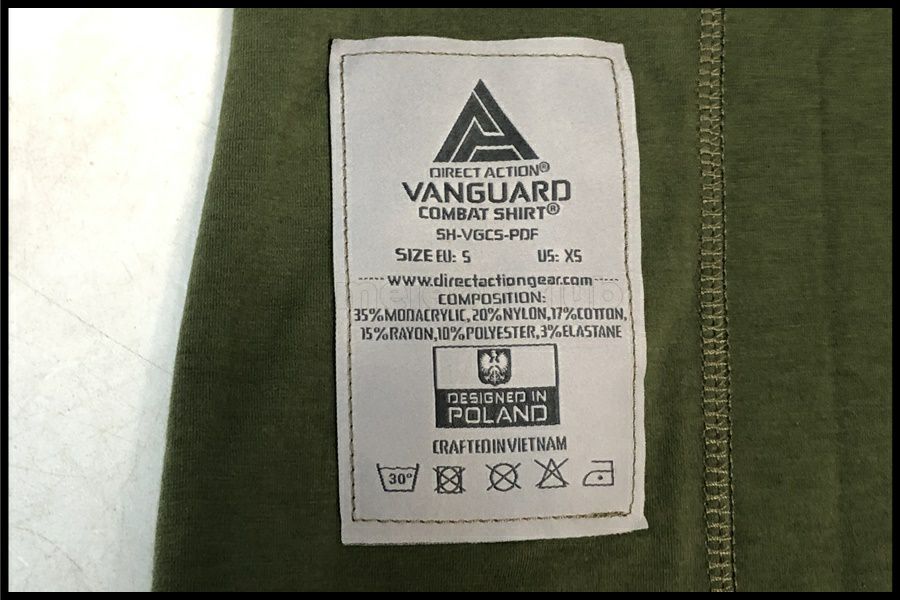 DIRECT ACTION®
VANGUARD
COMBAT SHIRT®
SH-VGCS-PDF
SIZE EU: S US: XS
www.directactiongear.com
COMPOSITION:
35%MODACRYLIC, 20%NYLON, 17%COTTON,
15%RAYON, 10%POLYESTER, 3%ELASTANE
DESIGNED IN
POLAND
CRAFTED IN VIETNAM
30°